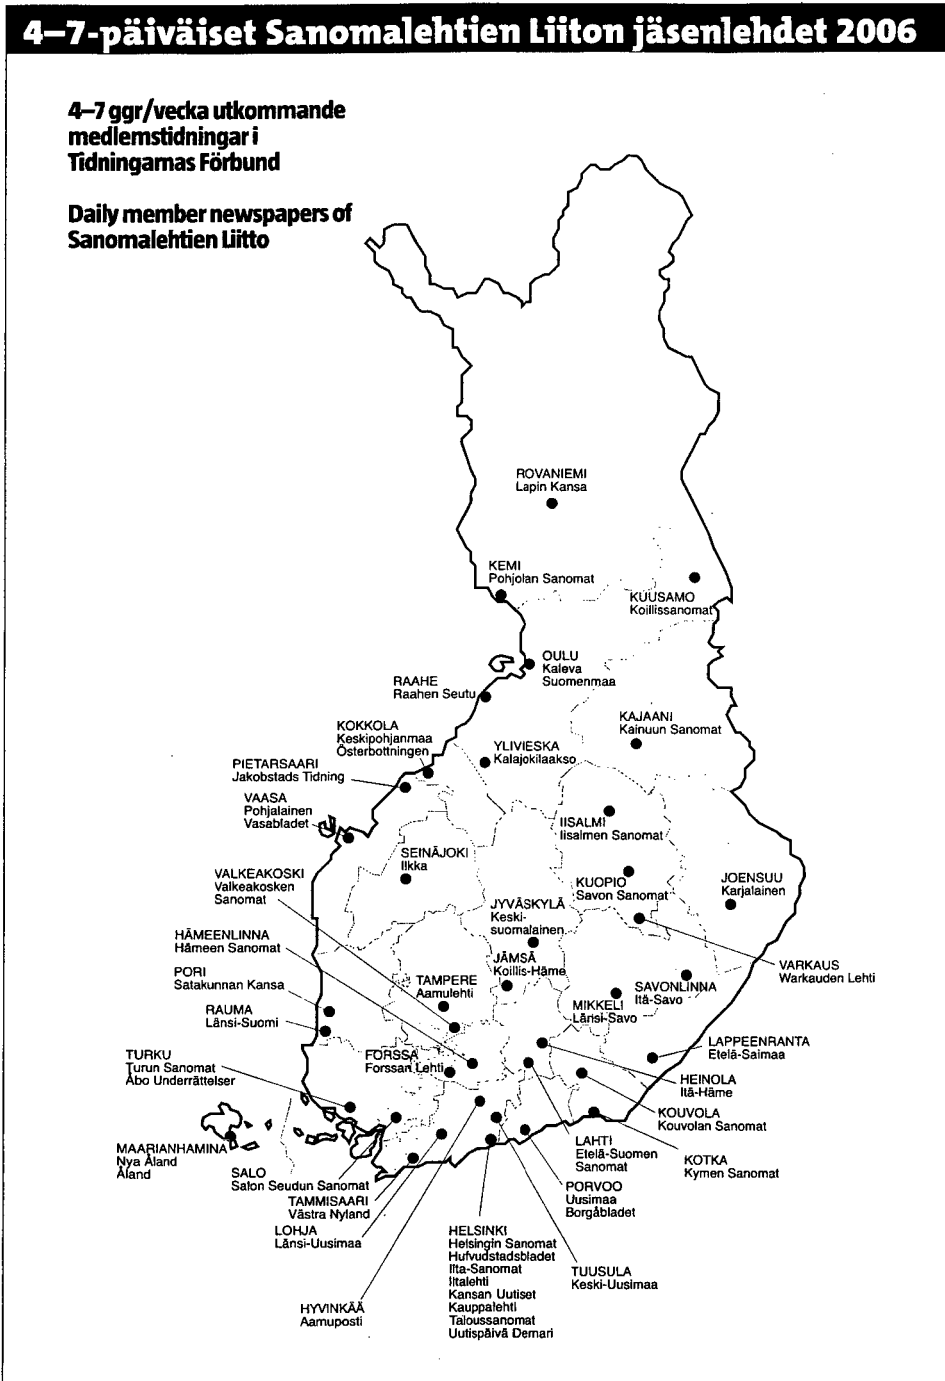 4–7-päiväiset Sanomalehtien Liiton jäsenlehdet 2006
4–7 ggr/vecka utkommande
medlemstidningar i
Tidningarnas Förbund
Daily member newspapers of
Sanomalehtien Liitto
ROVANIEMI
Lapin Kansa
KEMI
Pohjolan Sanomat
KUUSAMO
Koillissanomat
OULU
Kaleva
Suomenmaa
RAAHE
Raahen Seutu
KAJAANI
Kainuun Sanomat
KOKKOLA
Keskipohjanmaa
Österbottningen
YLIVIESKA
Kalajokilaakso
PIETARSAARI
Jakobstads Tidning
VAASA
Pohjalainen
Vasabladet
IISALMI
Iisalmen Sanomat
SEINÄJOKI
Ilkka
VALKEAKOSKI
Valkeakosken
Sanomat
KUOPIO
Savon Sanomat
JOENSUU
Karjalainen
JYVÄSKYLÄ
Keski-
suomalainen
HÄMEENLINNA
Hämeen Sanomat
JÄMSÄ
Koillis-Häme
VARKAUS
Warkauden Lehti
PORI
Satakunnan Kansa
TAMPERE
Aamulehti
SAVONLINNA
Itä-Savo
MIKKELI
Länsi-Savo
RAUMA
Länsi-Suomi
LAPPEENRANTA
Etelä-Saimaa
TURKU
Turun Sanomat
Åbo Underrättelser
FORSSA
Forssan Lehti
HEINOLA
Itä-Häme
KOUVOLA
Kouvolan Sanomat
MAARIANHAMINA
Nya Åland
Åland
LAHTI
Etelä-Suomen
Sanomat
KOTKA
Kymen Sanomat
SALO
Salon Seudun Sanomat
PORVOO
Uusimaa
Borgåbladet
TAMMISAARI
Västra Nyland
LOHJA
Länsi-Uusimaa
HELSINKI
Helsingin Sanomat
Hufvudstadsbladet
Ilta-Sanomat
Iltalehti
Kansan Uutiset
Kauppalehti
Taloussanomat
Uutispäivä Demari
TUUSULA
Keski-Uusimaa
HYVINKÄÄ
Aamuposti